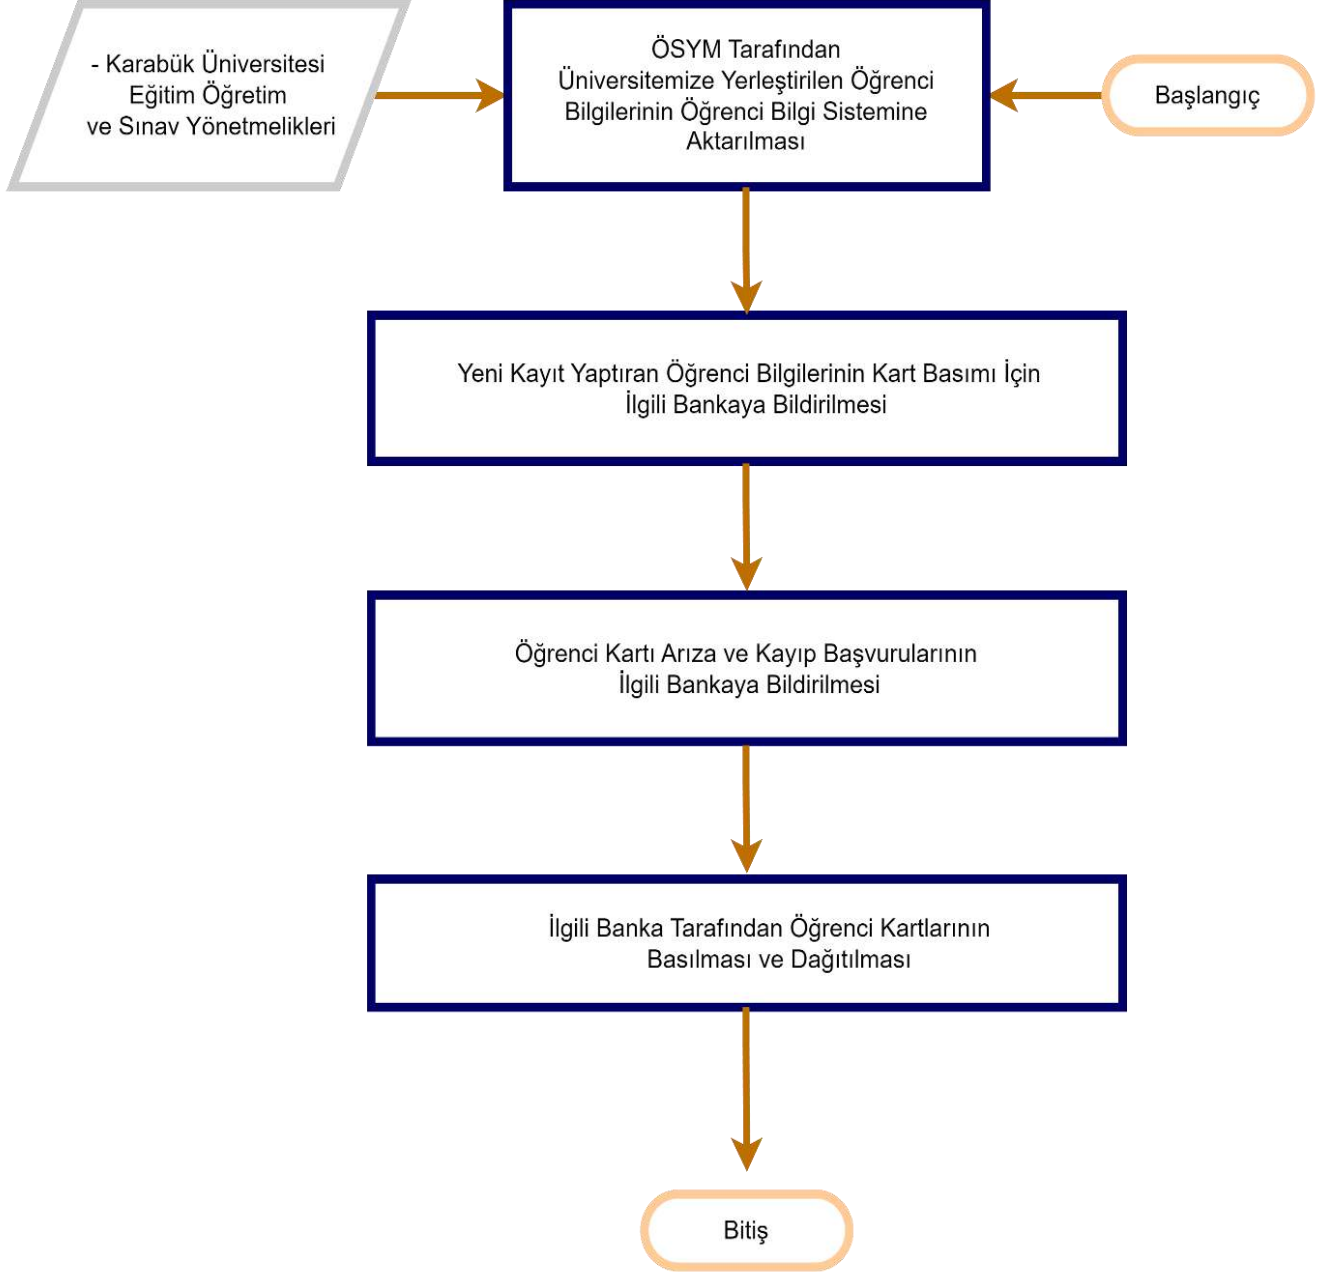 - Karabük Üniversitesi
Eğitim Öğretim
ve Sınav Yönetmelikleri
ÖSYM Tarafından
Üniversitemize Yerleştirilen Öğrenci
Bilgilerinin Öğrenci Bilgi Sistemine
Aktarılması
Başlangıç
Yeni Kayıt Yaptıran Öğrenci Bilgilerinin Kart Basımı İçin
İlgili Bankaya Bildirilmesi
Öğrenci Kartı Arıza ve Kayıp Başvurularının
İlgili Bankaya Bildirilmesi
İlgili Banka Tarafından Öğrenci Kartlarının
Basılması ve Dağıtılması
Bitiş